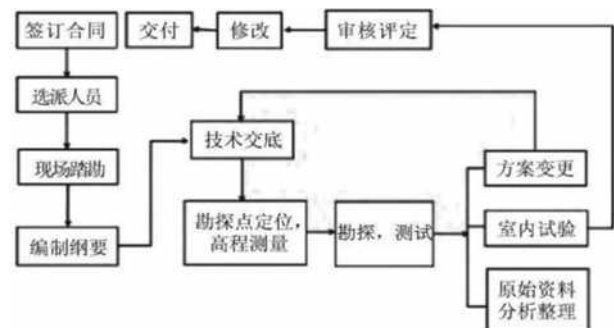 签订合同
交付
修改
审核评定
选派人员
技术交底
现场踏勘
方案变更
编制纲要
勘探点定位，
高程测量
勘探，测试
室内试验
原始资料
分析整理